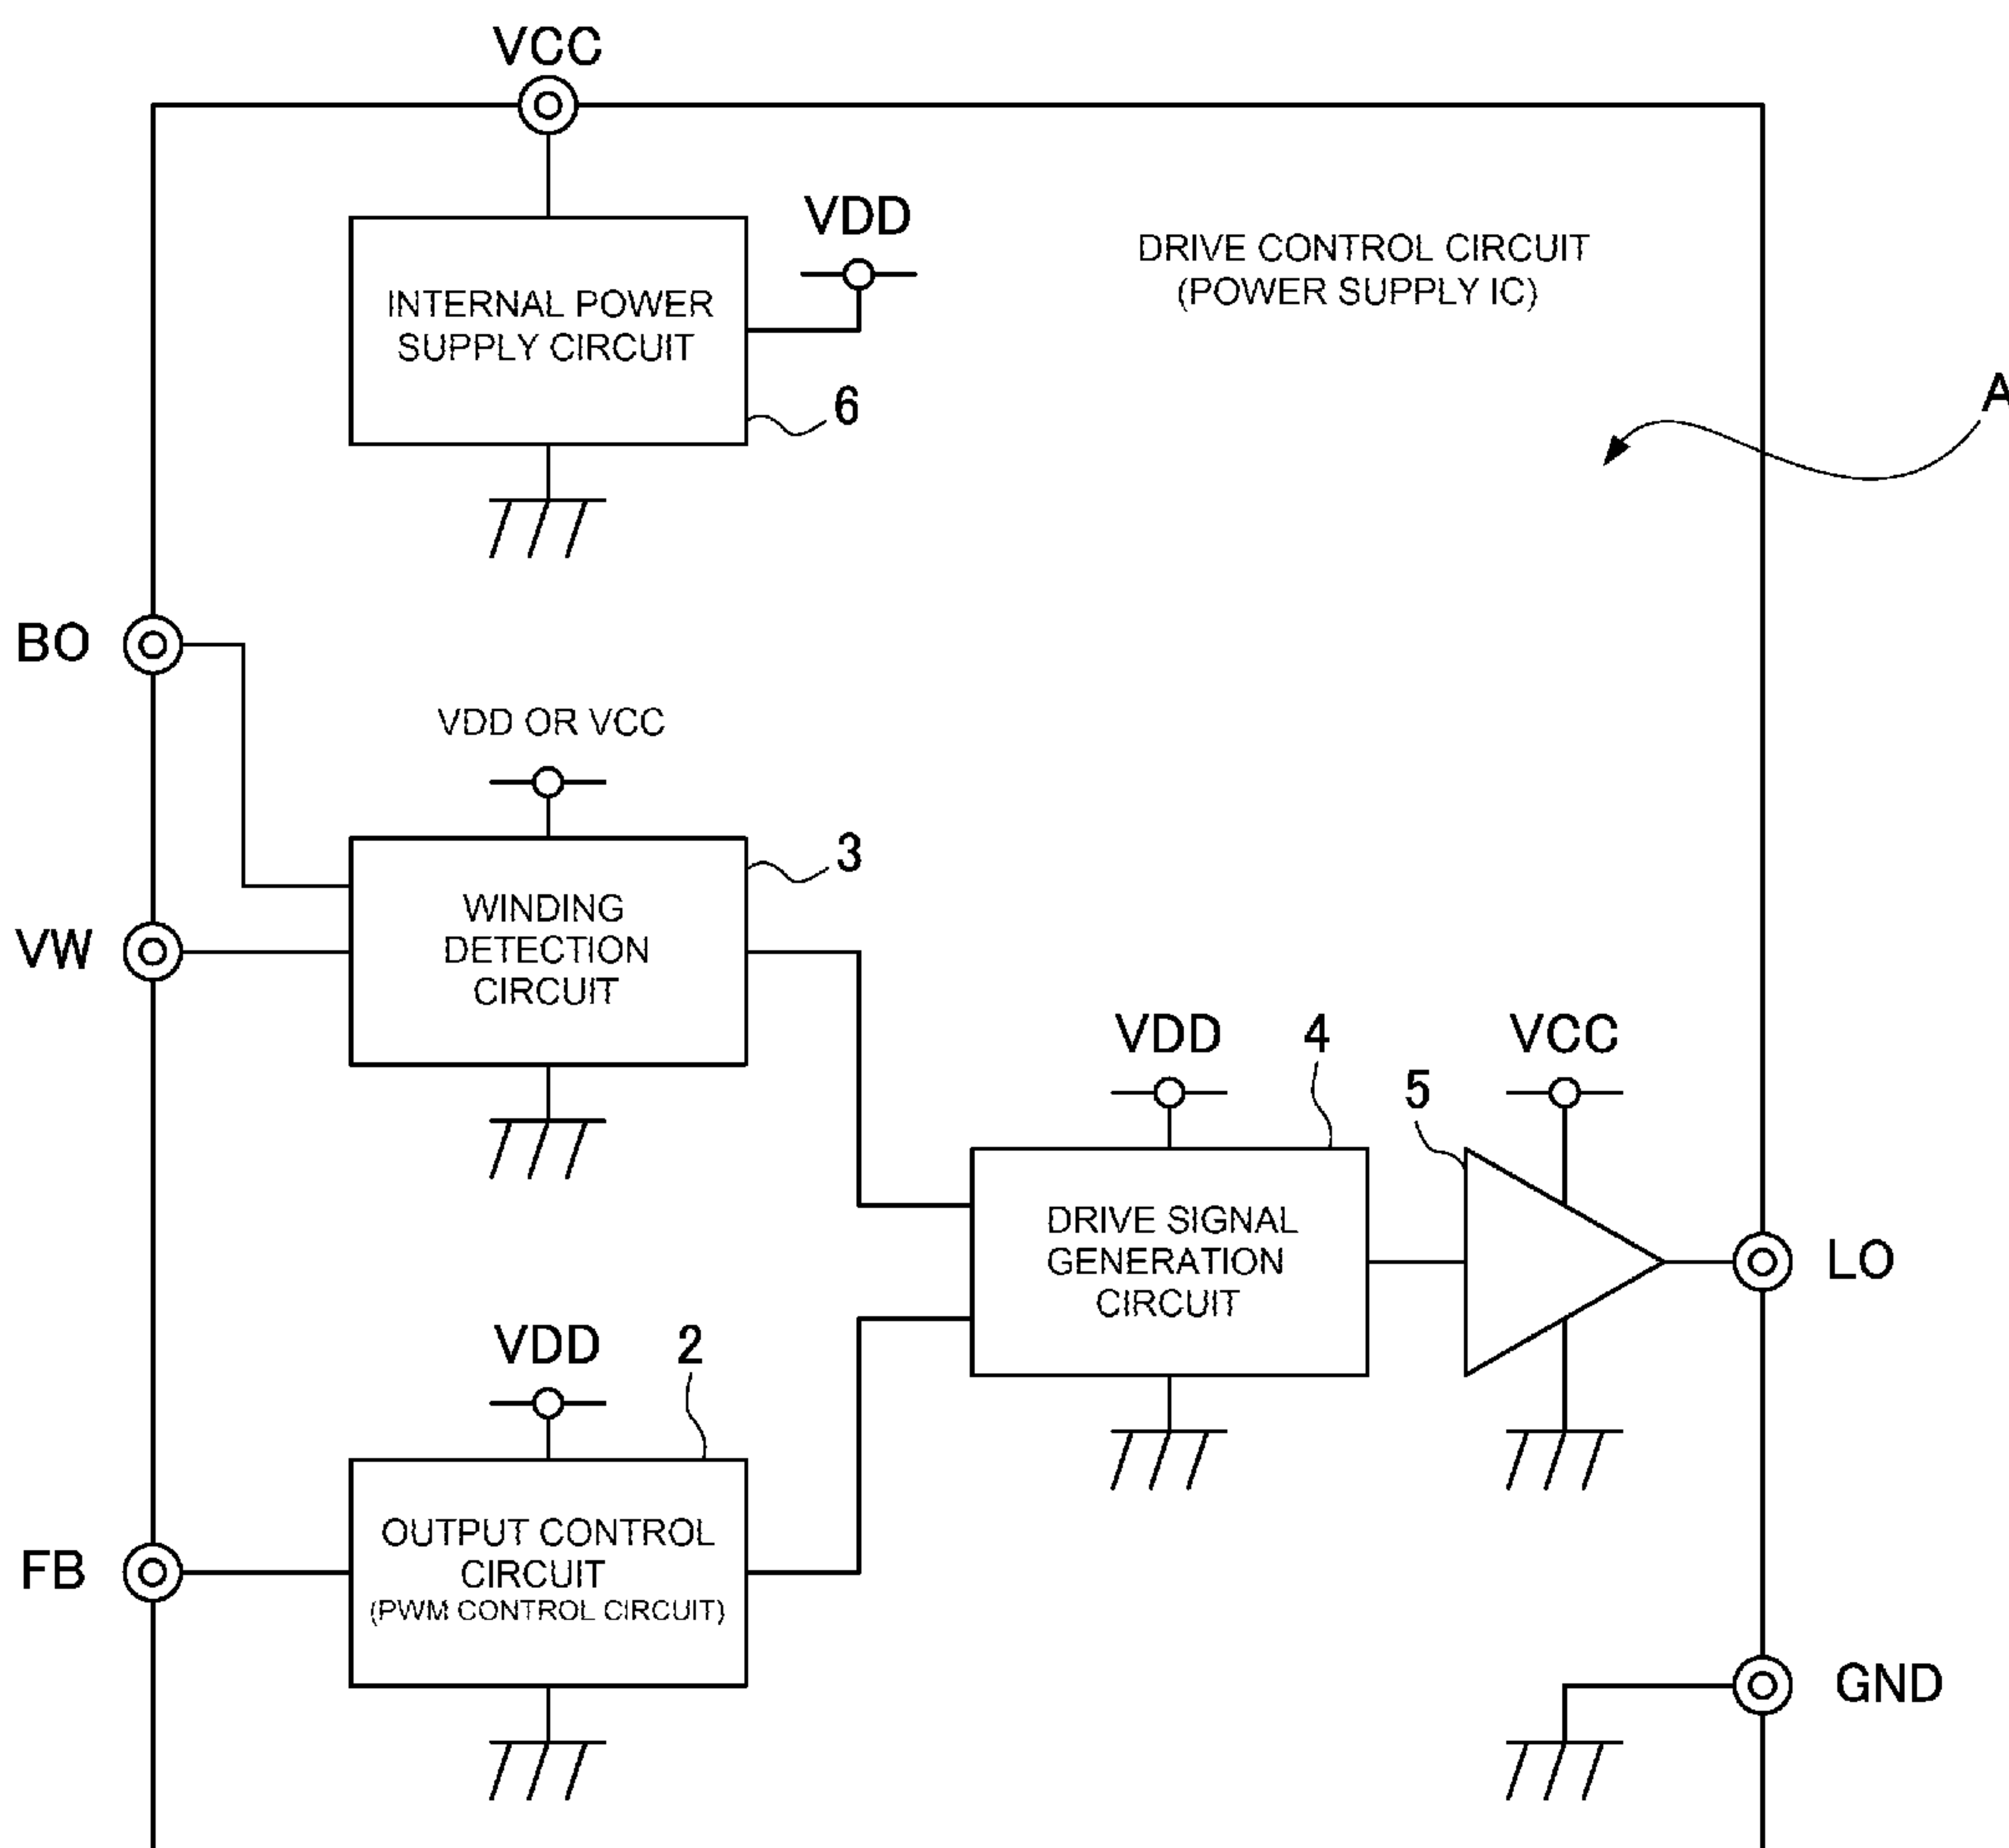 VCC
VDD
DRIVE CONTROL CIRCUIT
(POWER SUPPLY IC)
INTERNAL POWER
SUPPLY CIRCUIT
6
A
BO
VDD OR VCC
3
WINDING
DETECTION
CIRCUIT
VW
VDD
4
VCC
5
DRIVE SIGNAL
GENERATION
CIRCUIT
LO
VDD
2
OUTPUT CONTROL
CIRCUIT
(PWM CONTROL CIRCUIT)
FB
GND